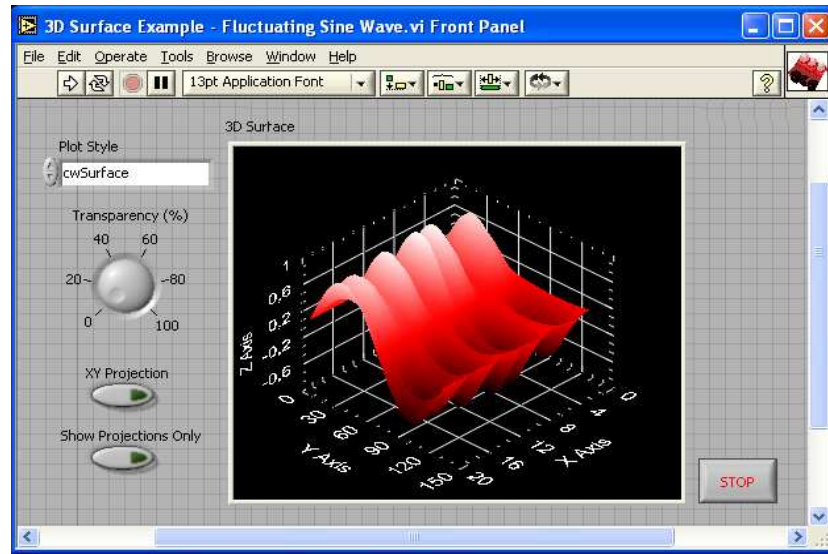 3D Surface Example - Fluctuating Sine Wave.vi Front Panel
File Edit Operate Tools Browse Window Help
13pt Application Font
?
3D Surface
Plot Style
cwSurface
Transparency (%)
40 60
20 80
0 100
XY Projection
Show Projections Only
1
0,6
0,2
-0,2
-0,6
Z Axis
0 30 60 90 120 150
Y Axis
20 16 12 8 4 0
X Axis
STOP